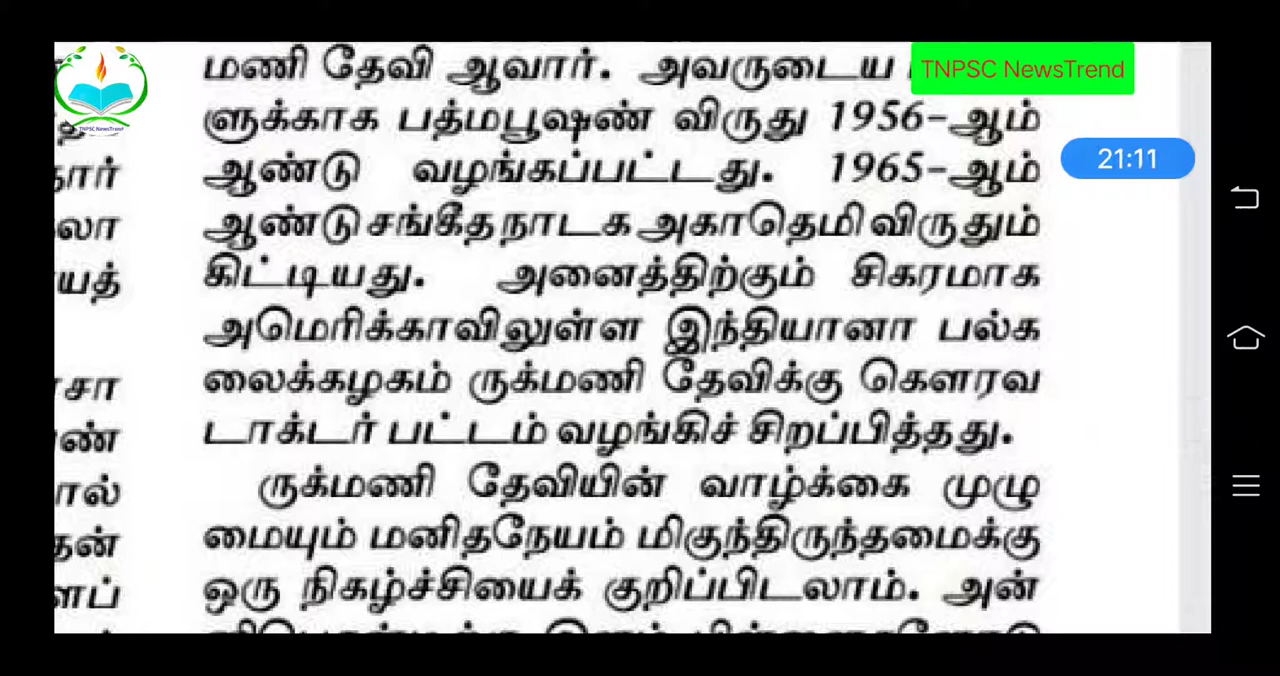 மணி தேவி ஆவார். அவருடைய
TNPSC NewsTrend
ளுக்காக பத்மபூஷண் விருது 1956-ஆம்
21:11
ஆண்டு வழங்கப்பட்டது. 1965-ஆம்
ஆண்டு சங்கீத நாடக அகாதெமி விருதும்
கிட்டியது. அனைத்திற்கும் சிகரமாக
அமெரிக்காவிலுள்ள இந்தியானா பல்க
லைக்கழகம் ருக்மணி தேவிக்கு கௌரவ
டாக்டர் பட்டம் வழங்கிச் சிறப்பித்தது.
ருக்மணி தேவியின் வாழ்க்கை முழு
மையும் மனிதநேயம் மிகுந்திருந்தமைக்கு
ஒரு நிகழ்ச்சியைக் குறிப்பிடலாம். அன்